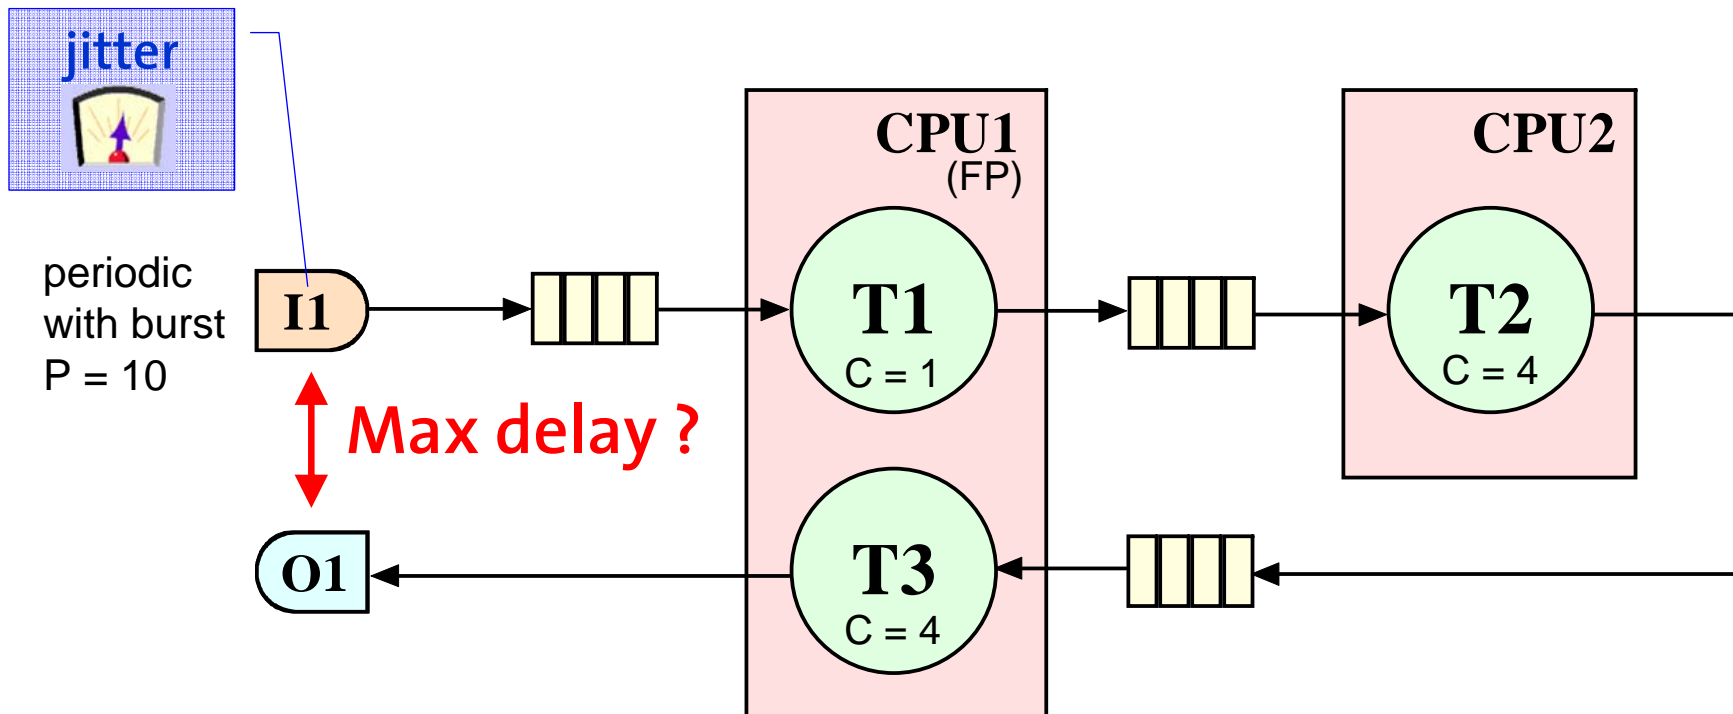 jitter
CPU1
(FP)
CPU2
periodic
with burst
P = 10
I1
T1
C = 1
T2
C = 4
Max delay ?
O1
T3
C = 4